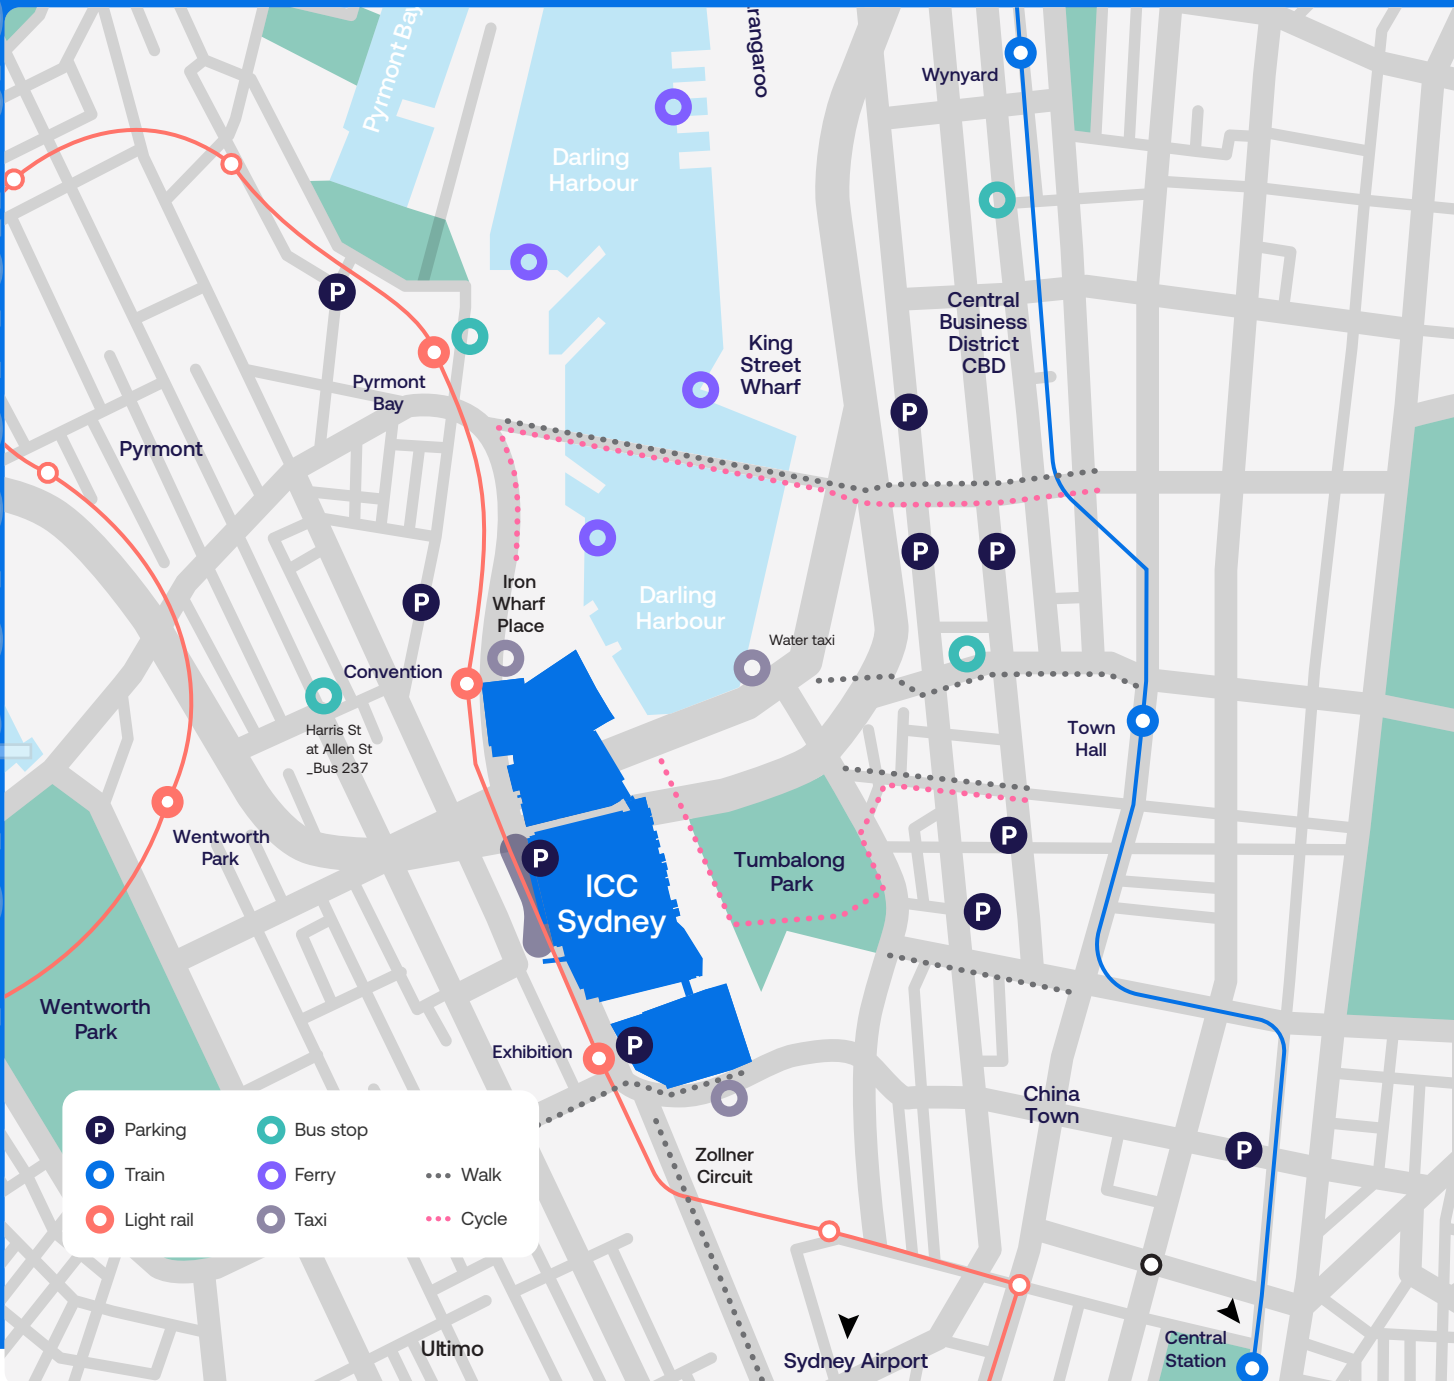 Pyrmont Bay
rangaroo
Wynyard
Darling
Harbour
Central
Business
District
CBD
King
Street
Wharf
P
Pyrmont
Bay
P
Pyrmont
P
P
Iron
Wharf
Place
Darling
Harbour
P
Water taxi
Convention
Harris St
at Allen St
_Bus 237
Town
Hall
Wentworth
Park
P
P
Tumbalong
Park
ICC
Sydney
P
Wentworth
Park
Exhibition
P
China
Town
P
Zollner
Circuit
P Parking
Bus stop
Train
Ferry
Walk
Light rail
Taxi
Cycle
Ultimo
Sydney Airport
Central
Station